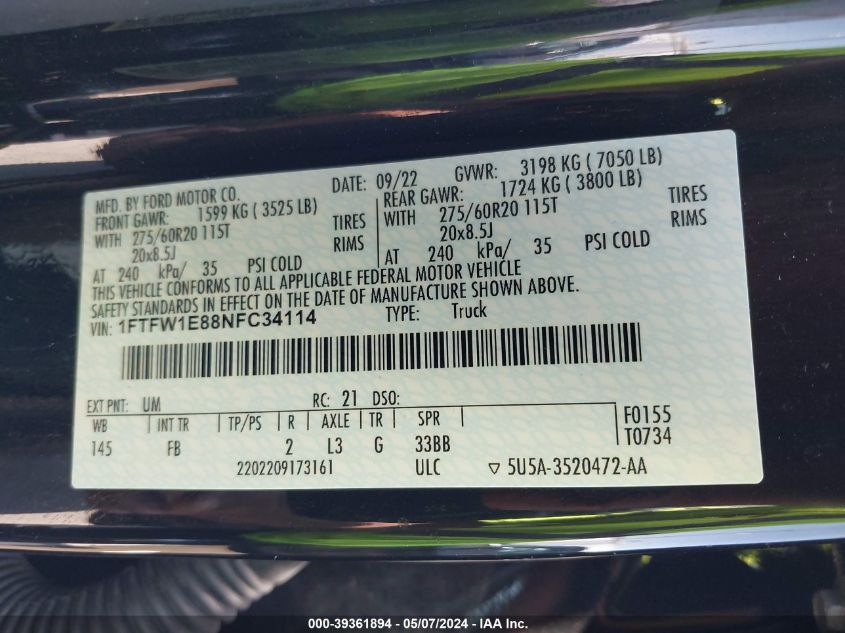 MFD. BY FORD MOTOR CO.
DATE: 09/22
GVWR: 3198 KG ( 7050 LB)
FRONT GAWR: 1599 KG ( 3525 LB)
REAR GAWR: 1724 KG ( 3800 LB)
WITH 275/60R20 115T TIRES
WITH 275/60R20 115T TIRES
20x8.5J RIMS
20x8.5J RIMS
AT 240 kPa/ 35 PSI COLD
AT 240 kPa/ 35 PSI COLD
THIS VEHICLE CONFORMS TO ALL APPLICABLE FEDERAL MOTOR VEHICLE
SAFETY STANDARDS IN EFFECT ON THE DATE OF MANUFACTURE SHOWN ABOVE.
VIN: 1FTFW1E88NFC34114
TYPE: Truck
EXT PNT: UM RC: 21 DSO:
WB INT TR TP/PS R AXLE TR SPR
145 FB 2 L3 G 33BB
F0155
T0734
2202209173161 ULC ▽ 5U5A-3520472-AA
000-39361894 — 05/07/2024 — IAA Inc.